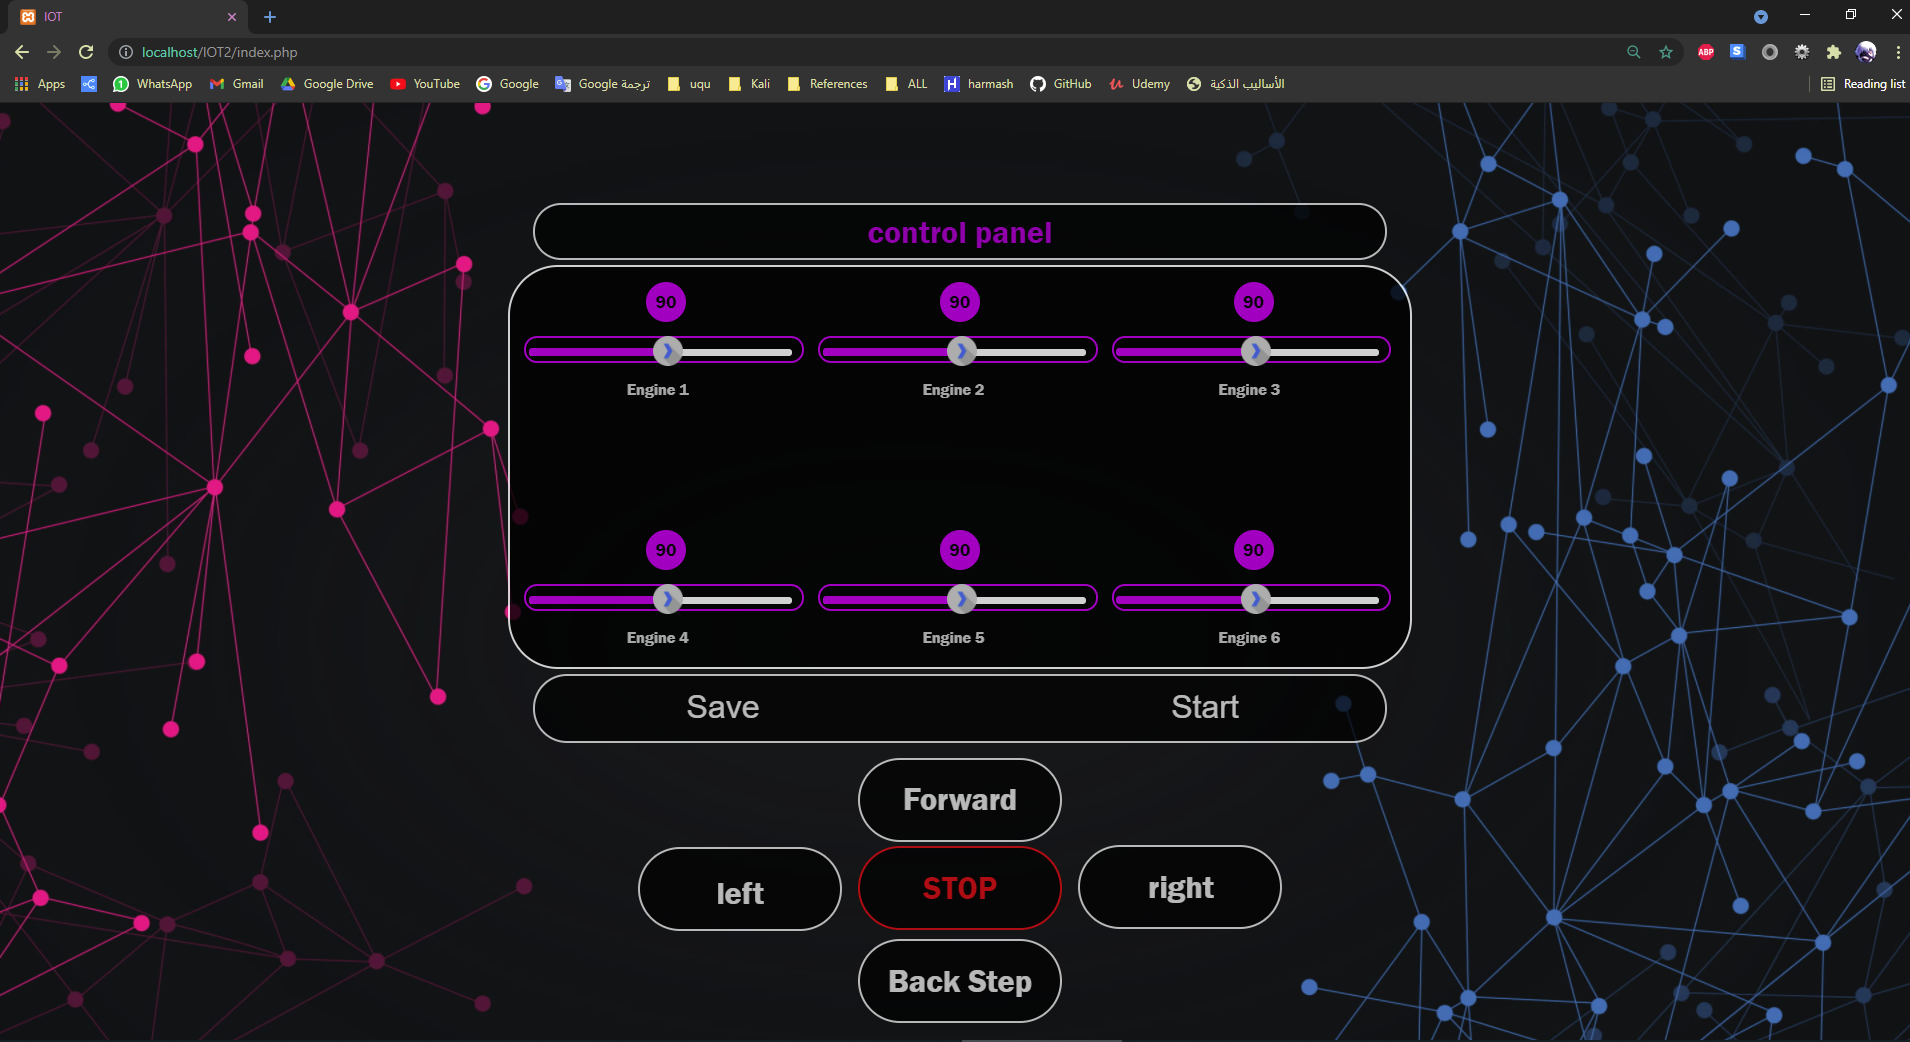 IOT
localhost/IOT2/index.php
ABP S
Apps 1 WhatsApp Gmail Google Drive YouTube Google ترجمة Google uqu Kali References ALL H harmash GitHub Udemy الأساليب الذكية Reading list
control panel
90 90 90
Engine 1 Engine 2 Engine 3
90 90 90
Engine 4 Engine 5 Engine 6
Save Start
Forward
left STOP right
Back Step